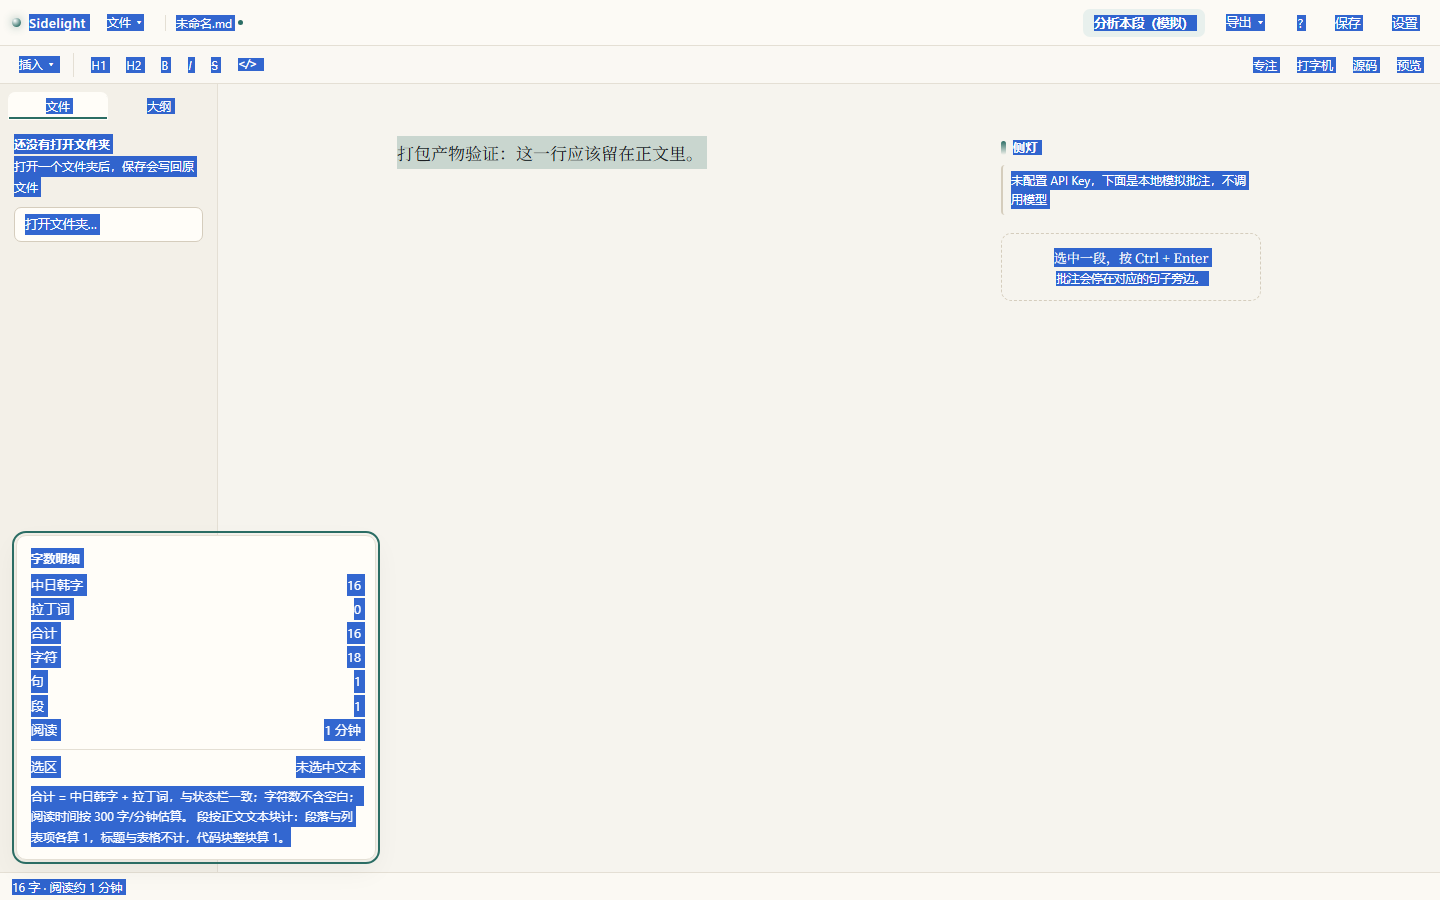 Sidelight 文件 未命名.md 分析本段（模拟） 导出 ? 保存 设置
插入 H1 H2 B I S </> 专注 打字机 源码 预览
文件 大纲
还没有打开文件夹
打开一个文件夹后，保存会写回原
文件
打开文件夹...
打包产物验证：这一行应该留在正文里。
侧灯
未配置 API Key，下面是本地模拟批注，不调
用模型
选中一段，按 Ctrl + Enter
批注会停在对应的句子旁边。
字数明细
中日韩字 16
拉丁词 0
合计 16
字符 18
句 1
段 1
阅读 1 分钟
选区 未选中文本
合计 = 中日韩字 + 拉丁词，与状态栏一致；字符数不含空白；
阅读时间按 300 字/分钟估算。 段按正文文本块计：段落与列
表项各算 1，标题与表格不计，代码块整块算 1。
16 字 · 阅读约 1 分钟